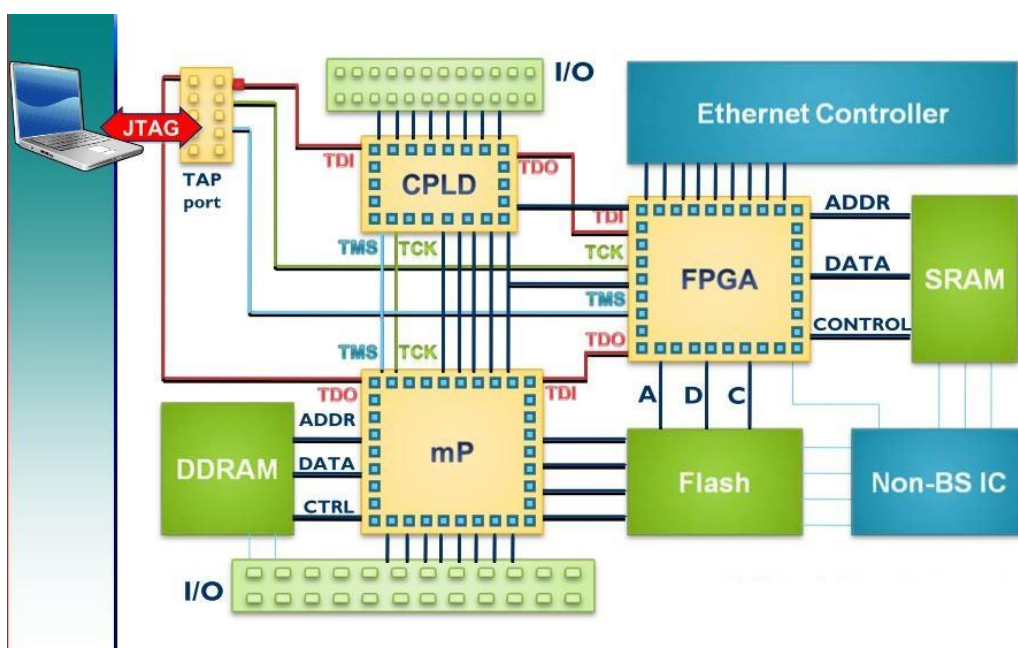 I/O
Ethernet Controller
JTAG
TDI
CPLD
TDO
TAP
port
TDI
ADDR
TMS
TCK
TCK
FPGA
DATA
SRAM
TMS
CONTROL
TMS
TCK
TDO
TDO
TDI
A
D
C
ADDR
DDRAM
DATA
mP
Flash
Non-BS IC
CTRL
I/O